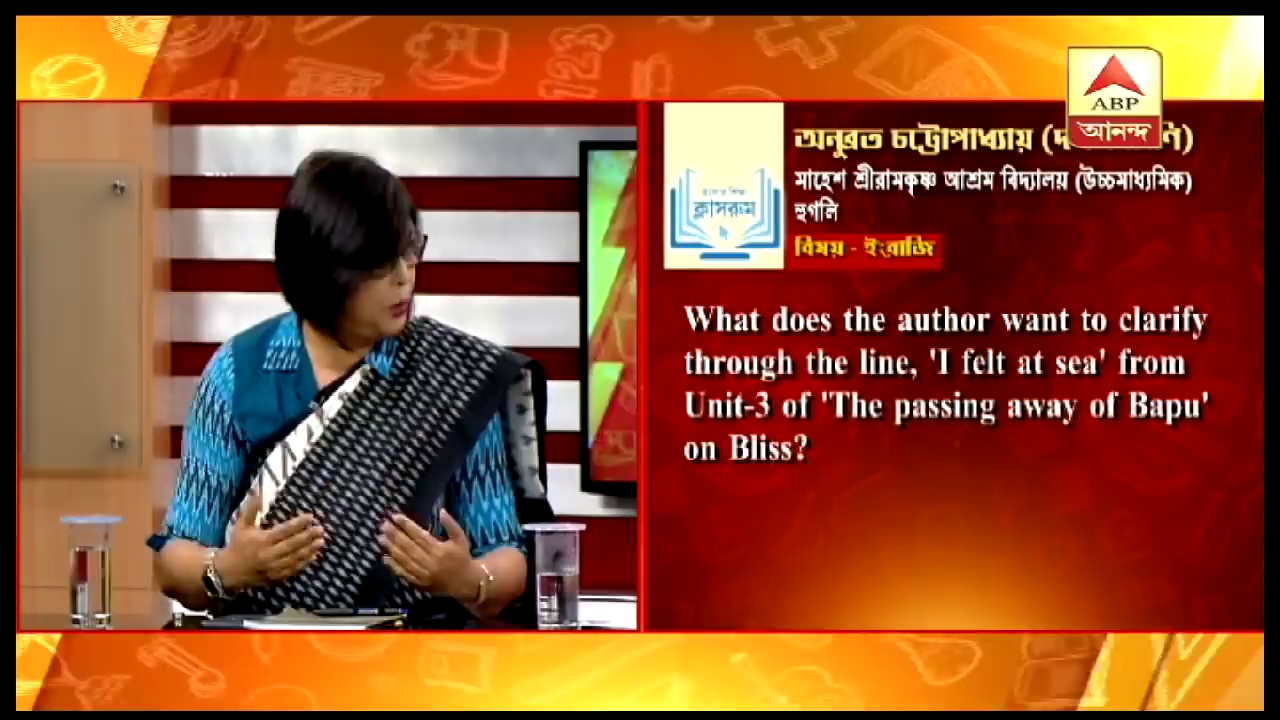 ABP
আনন্দ
অনুব্রত চট্টোপাধ্যায়
মাহেশ শ্রীরামকৃষ্ণ আশ্রম বিদ্যালয় (উচ্চমাধ্যমিক)
হুগলি
ক্লাসরুম
বিষয় - ইংরাজি
What does the author want to clarify
through the line, 'I felt at sea' from
Unit-3 of 'The passing away of Bapu'
on Bliss?
123